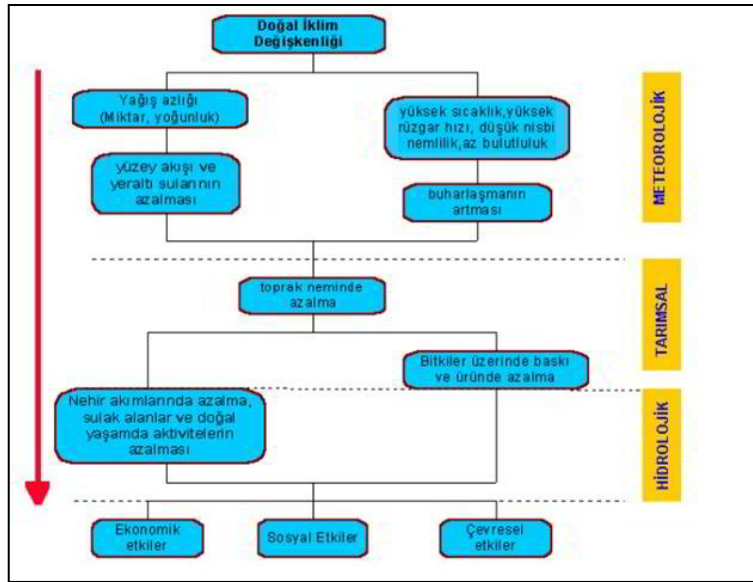 Doğal İklim
Değişkenliği
Yağış azlığı
(Miktar, yoğunluk)
yüksek sıcaklık,yüksek
rüzgar hızı, düşük nisbi
nemlilik,az bulutluluk
yüzey akışı ve
yeraltı sularının
azalması
buharlaşmanın
artması
METEOROLOJİK
toprak neminde
azalma
Bitkiler üzerinde baskı
ve üründe azalma
TARIMSAL
Nehir akımlarında azalma,
sulak alanlar ve doğal
yaşamda aktivitelerin
azalması
HİDROLOJİK
Ekonomik
etkiler
Sosyal Etkiler
Çevresel
etkiler